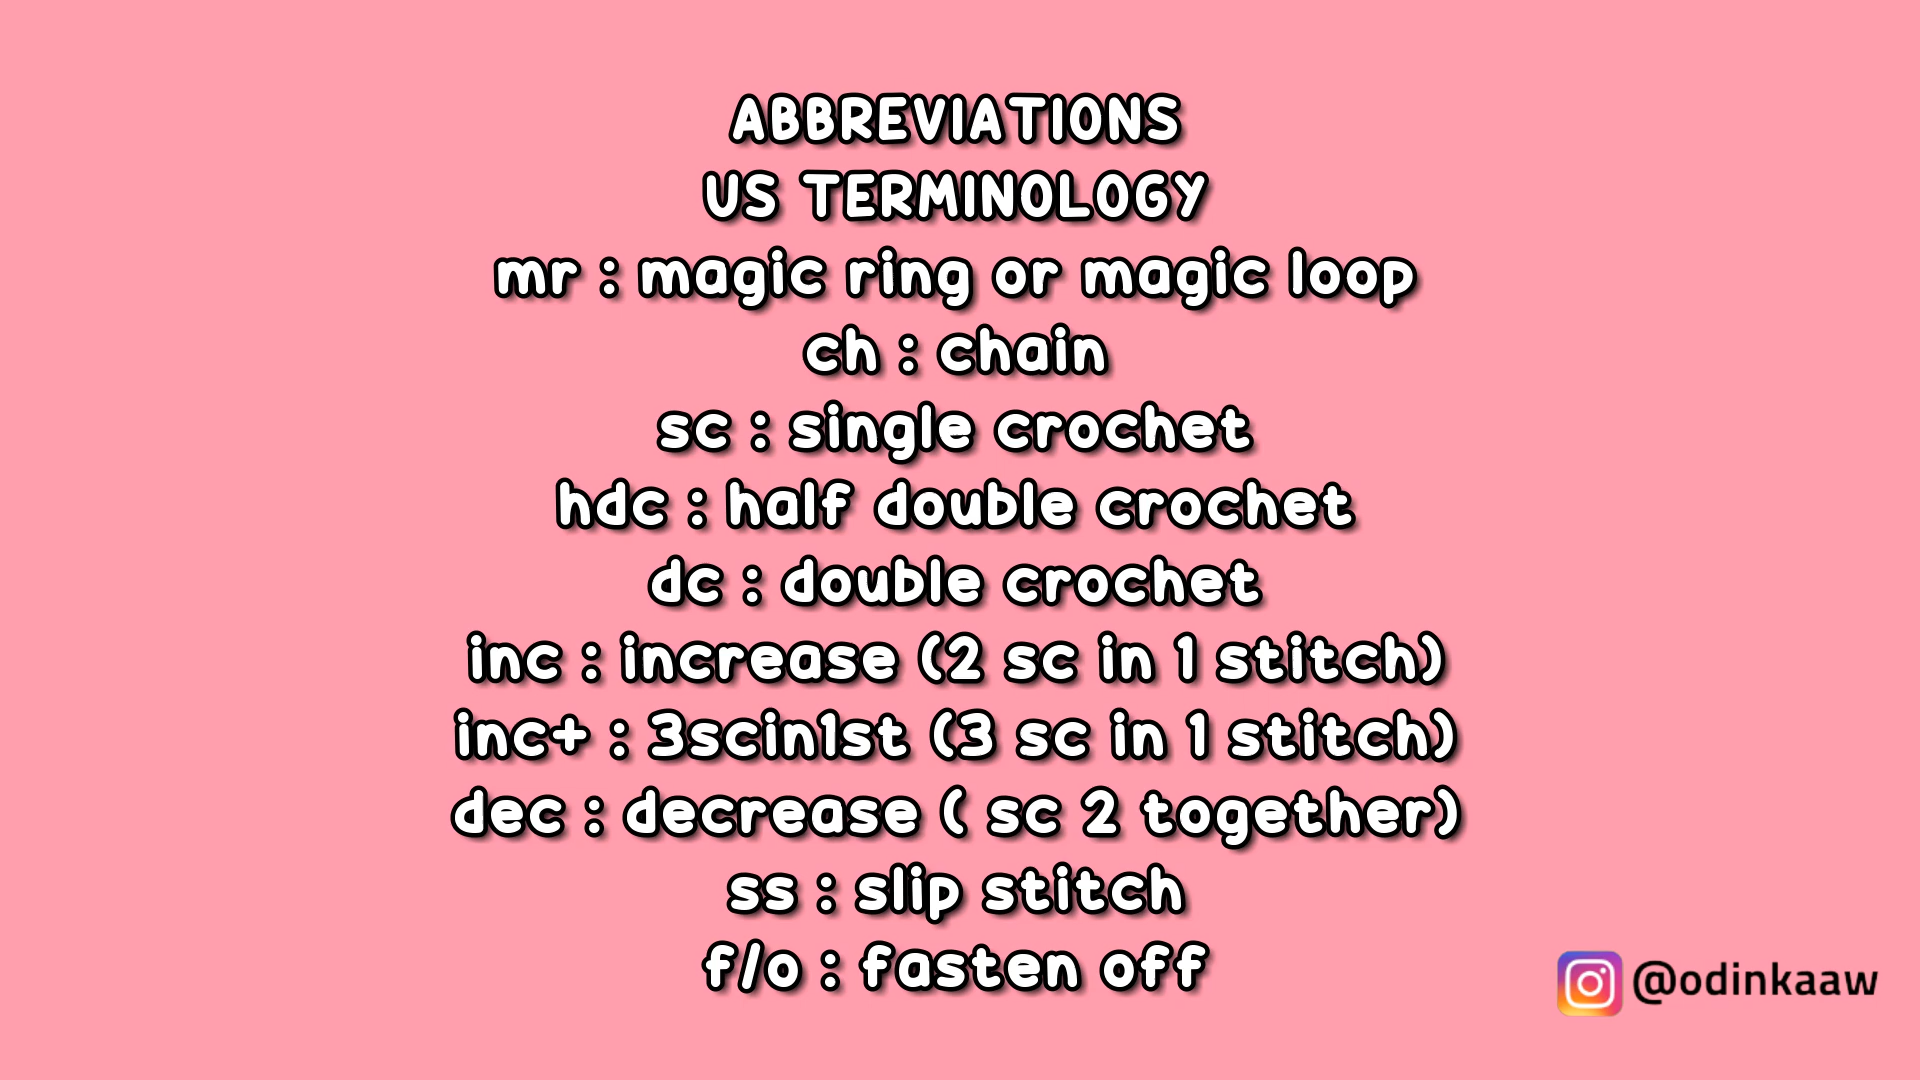 ABBREVIATIONS
US TERMINOLOGY
mr : magic ring or magic loop
ch : chain
sc : single crochet
hdc : half double crochet
dc : double crochet
inc : increase (2 sc in 1 stitch)
inc+ : 3scin1st (3 sc in 1 stitch)
dec : decrease ( sc 2 together)
ss : slip stitch
f/o : fasten off
@odinkaaw